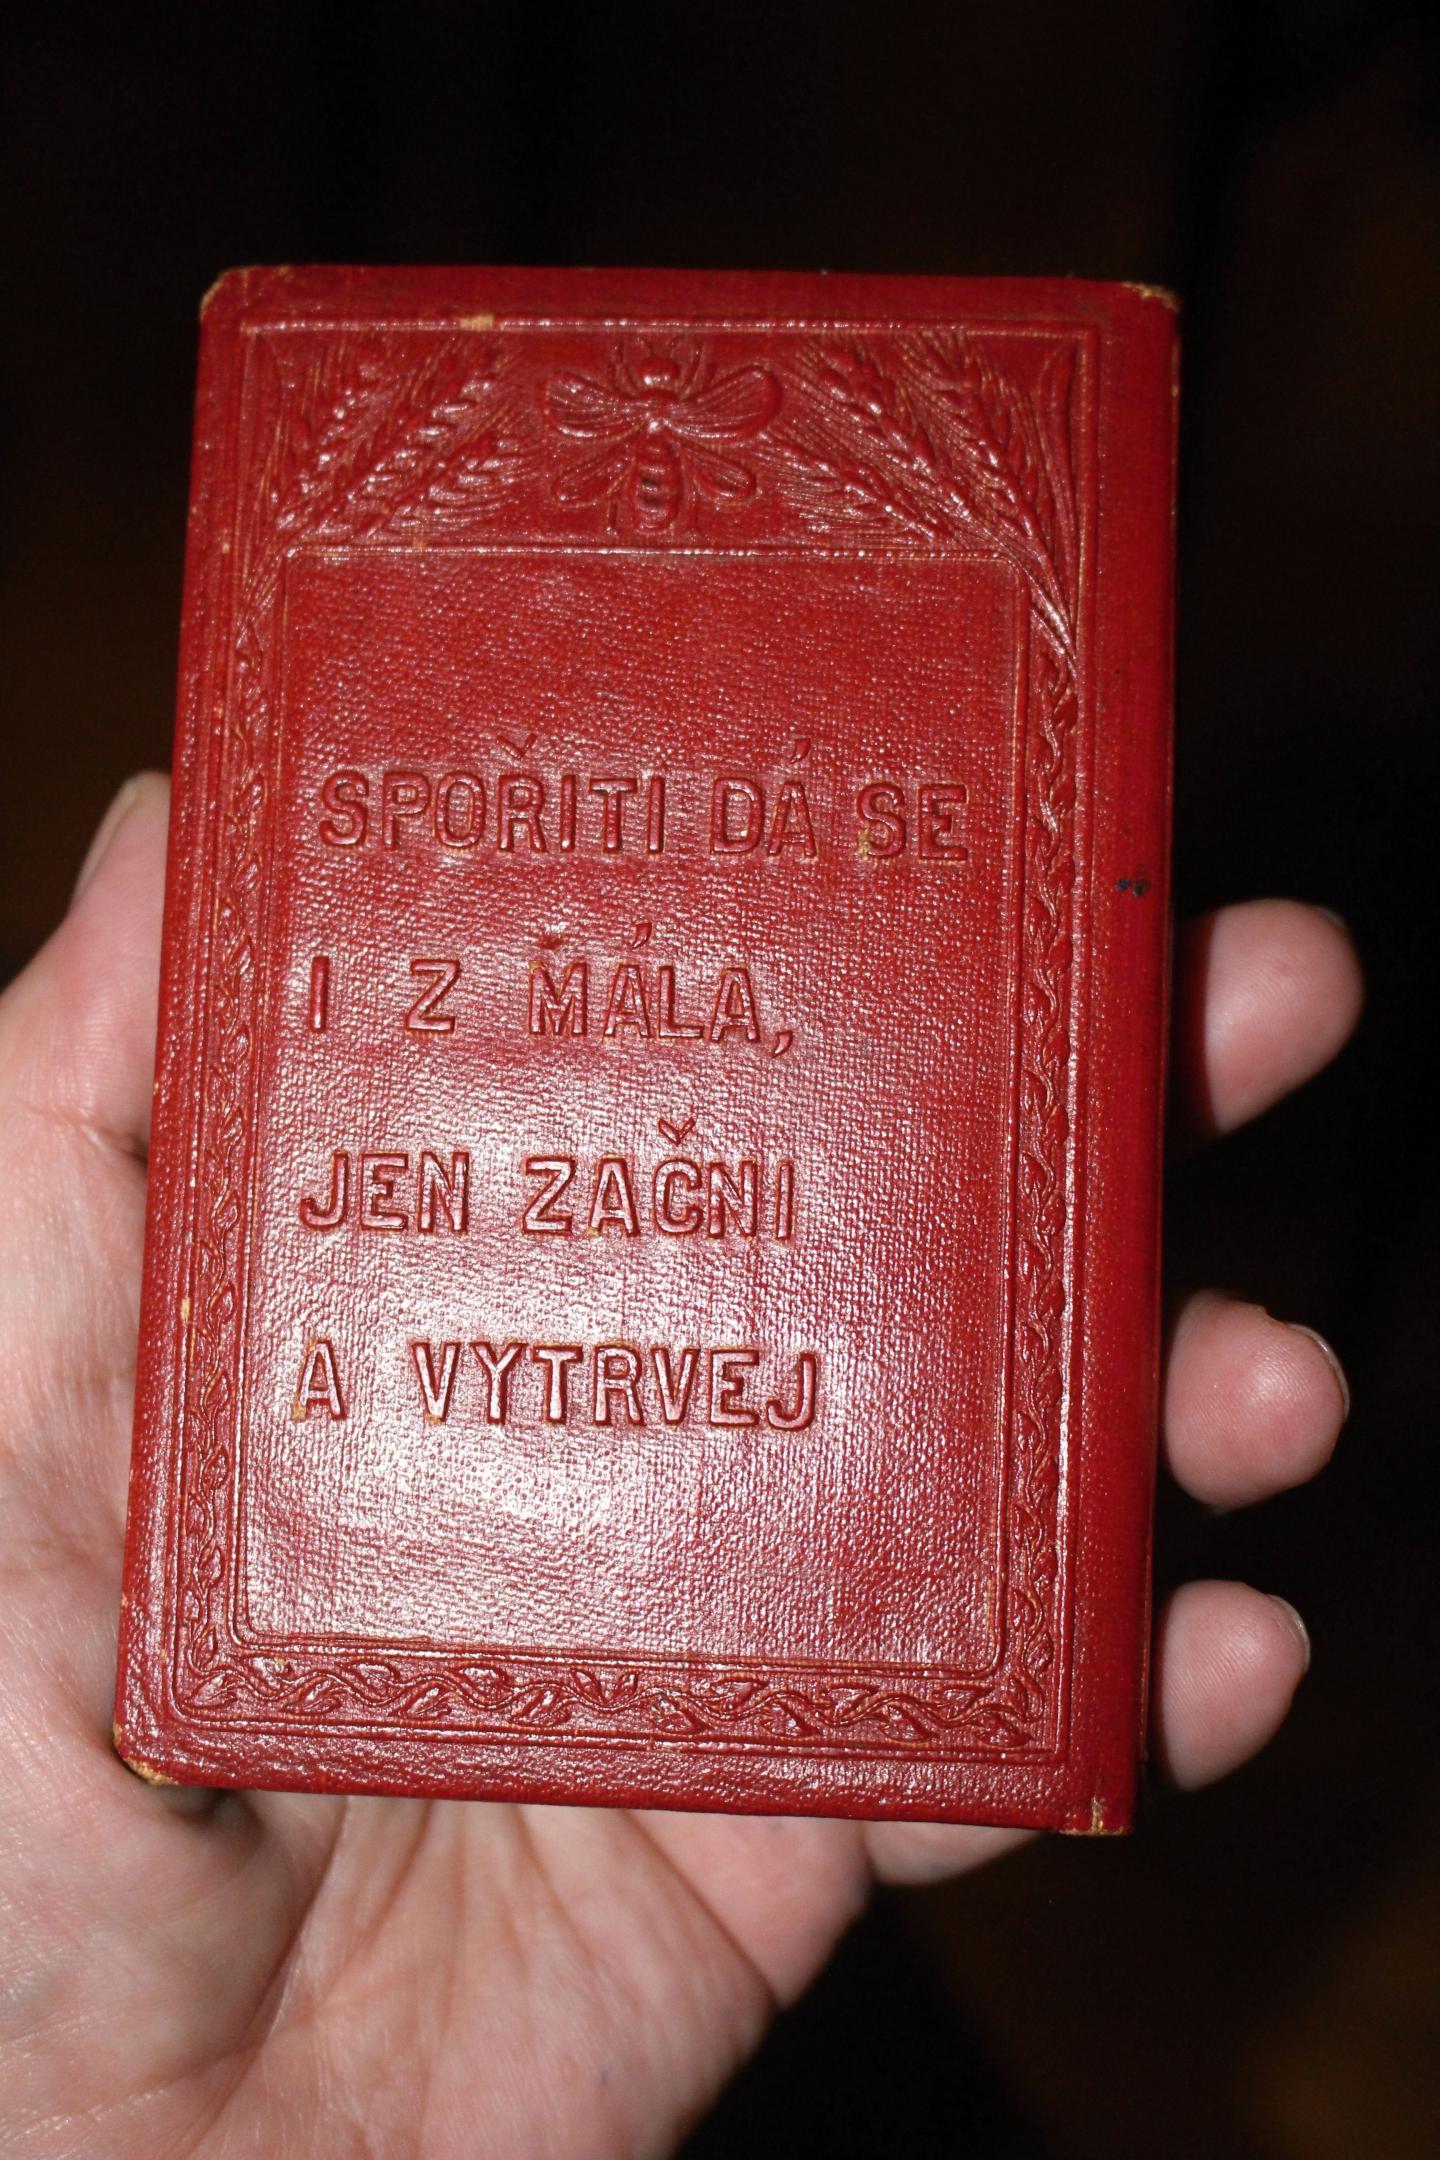 SPOŘITI DÁ SE
I Z MÁLA,
JEN ZAČNI
A VYTRVEJ